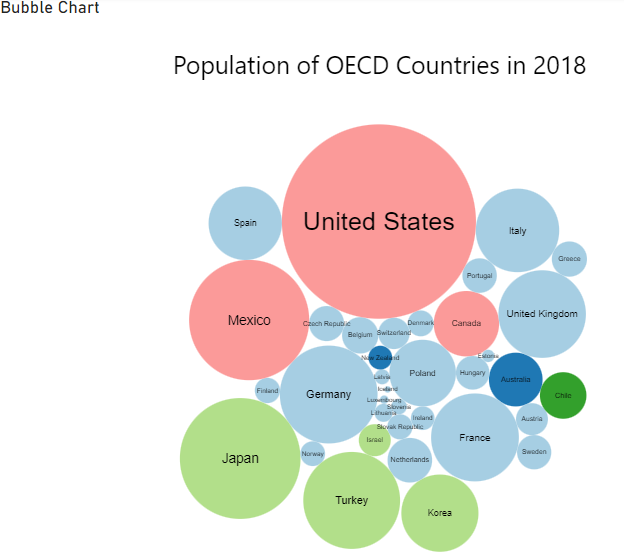 Bubble Chart
Population of OECD Countries in 2018
United States
Spain
Italy
Greece
Portugal
Mexico
United Kingdom
Czech Republic
Belgium
Switzerland
Denmark
Canada
New Zealand
Estonia
Latvia
Poland
Hungary
Australia
Finland
Germany
Iceland
Chile
Luxembourg
Slovenia
Lithuania
Ireland
Austria
Slovak Republic
Israel
France
Norway
Japan
Netherlands
Sweden
Turkey
Korea